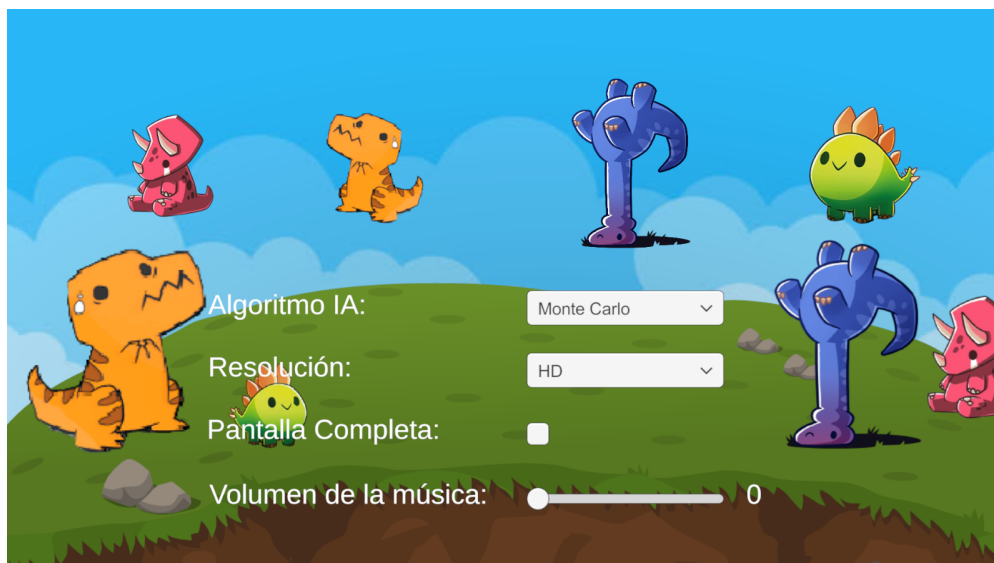 Algoritmo IA: Monte Carlo
Resolución: HD
Pantalla Completa:
Volumen de la música: 0